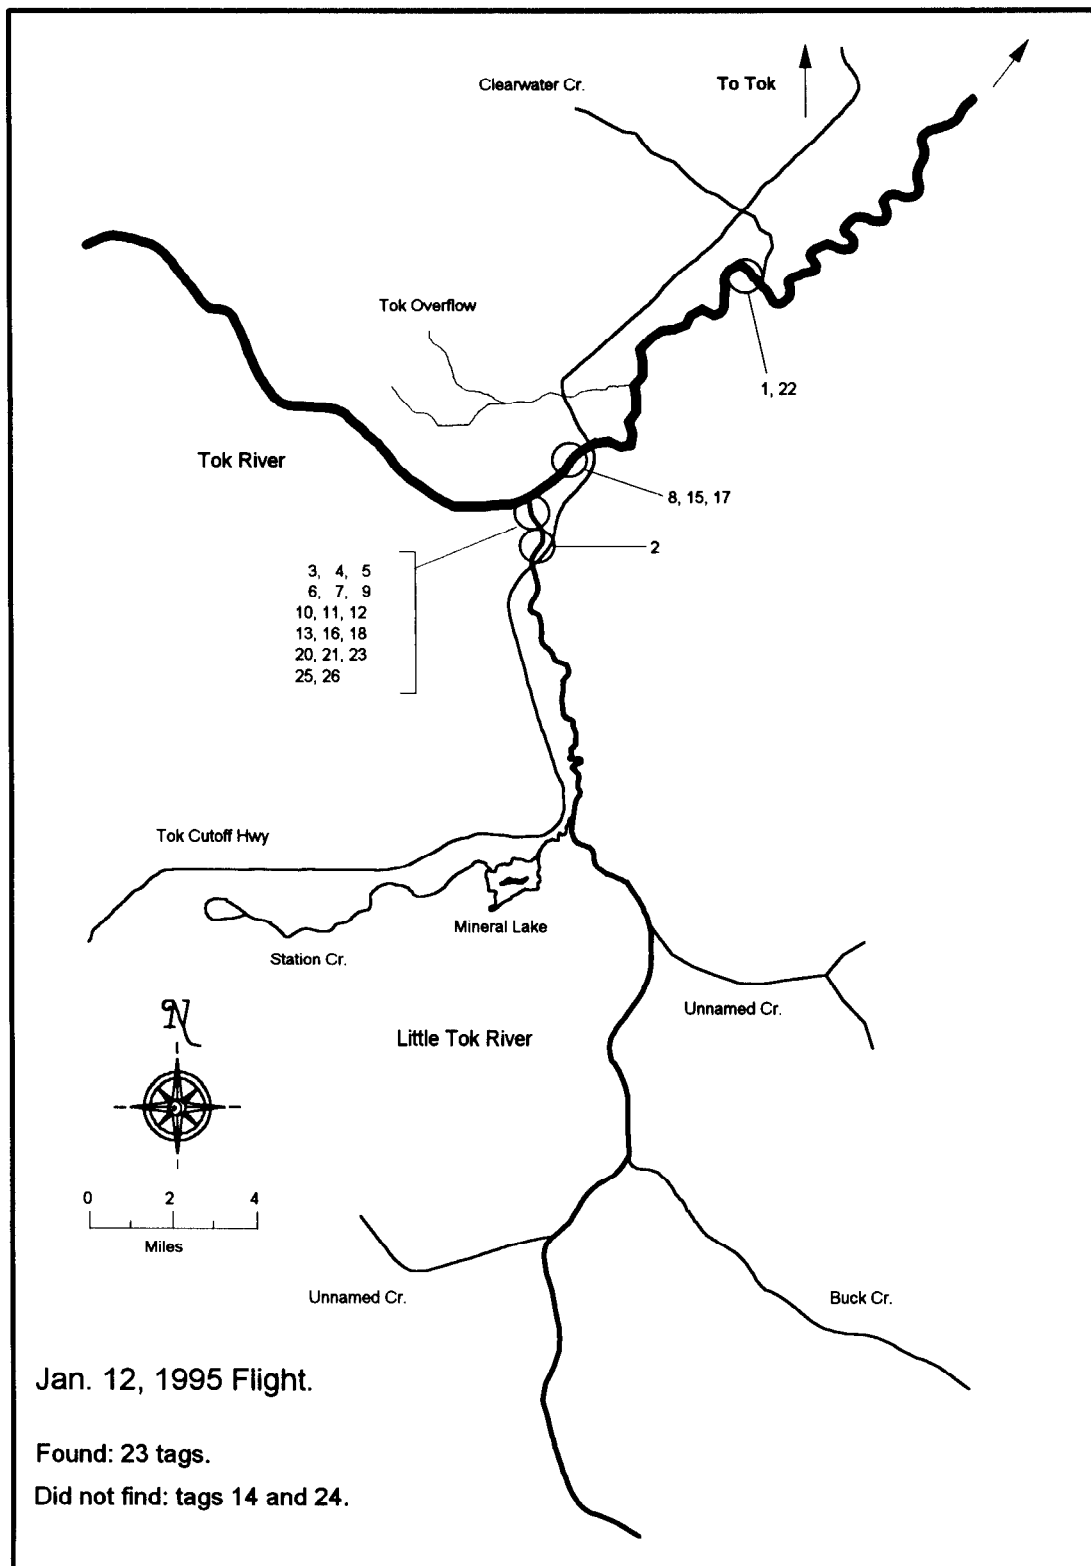 Clearwater Cr.
To Tok
Tok Overflow
1, 22
Tok River
8, 15, 17
2
3, 4, 5
6, 7, 9
10, 11, 12
13, 16, 18
20, 21, 23
25, 26
Tok Cutoff Hwy
Mineral Lake
Station Cr.
Unnamed Cr.
N
Little Tok River
0 2 4
Miles
Unnamed Cr.
Buck Cr.
Jan. 12, 1995 Flight.
Found: 23 tags.
Did not find: tags 14 and 24.